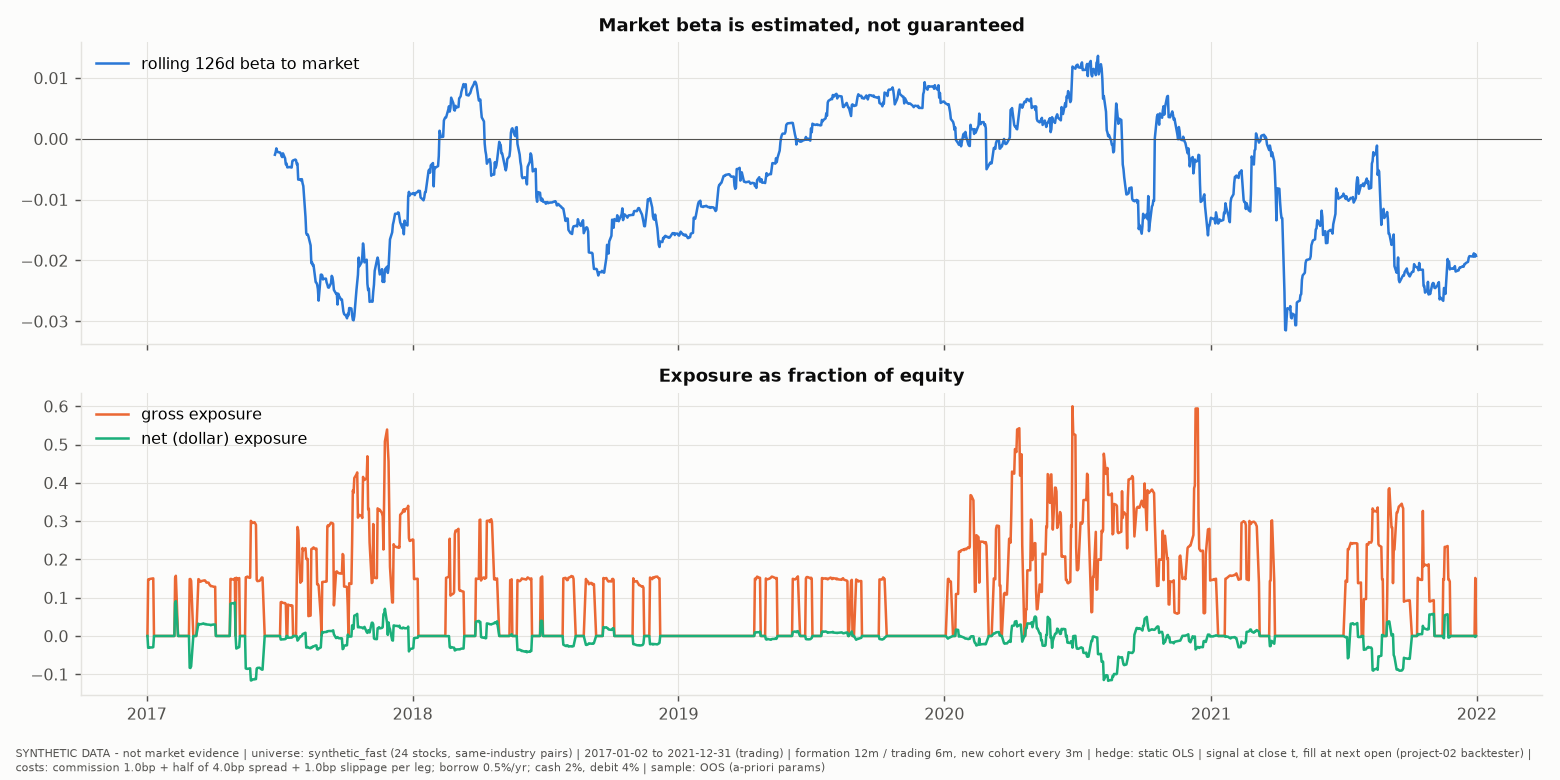 Market beta is estimated, not guaranteed
rolling 126d beta to market
0.01
0.00
−0.01
−0.02
−0.03
Exposure as fraction of equity
gross exposure
net (dollar) exposure
0.6
0.5
0.4
0.3
0.2
0.1
0.0
−0.1
2017 2018 2019 2020 2021 2022
SYNTHETIC DATA - not market evidence | universe: synthetic_fast (24 stocks, same-industry pairs) | 2017-01-02 to 2021-12-31 (trading) | formation 12m / trading 6m, new cohort every 3m | hedge: static OLS | signal at close t, fill at next open (project-02 backtester) |
costs: commission 1.0bp + half of 4.0bp spread + 1.0bp slippage per leg; borrow 0.5%/yr; cash 2%, debit 4% | sample: OOS (a-priori params)